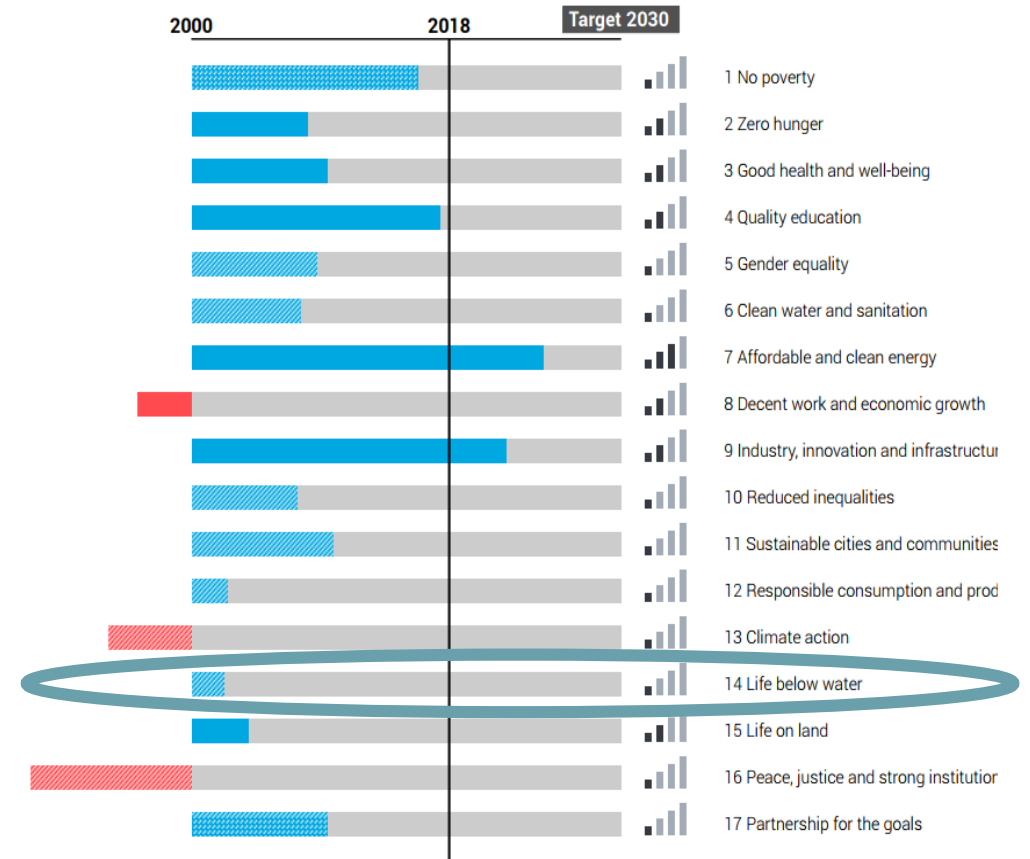 2000 2018 Target 2030
1 No poverty
2 Zero hunger
3 Good health and well-being
4 Quality education
5 Gender equality
6 Clean water and sanitation
7 Affordable and clean energy
8 Decent work and economic growth
9 Industry, innovation and infrastructur
10 Reduced inequalities
11 Sustainable cities and communities
12 Responsible consumption and prod
13 Climate action
14 Life below water
15 Life on land
16 Peace, justice and strong institution
17 Partnership for the goals